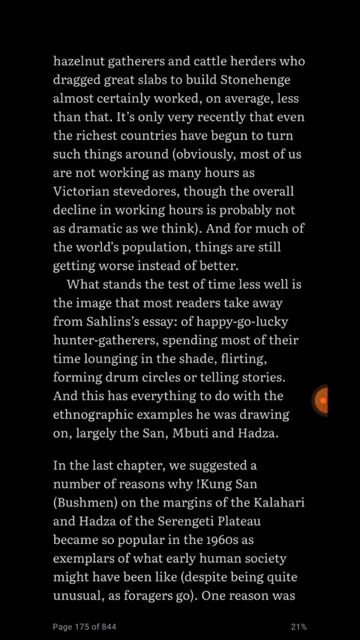 hazelnut gatherers and cattle herders who
dragged great slabs to build Stonehenge
almost certainly worked, on average, less
than that. It’s only very recently that even
the richest countries have begun to turn
such things around (obviously, most of us
are not working as many hours as
Victorian stevedores, though the overall
decline in working hours is probably not
as dramatic as we think). And for much of
the world’s population, things are still
getting worse instead of better.
What stands the test of time less well is
the image that most readers take away
from Sahlins’s essay: of happy-go-lucky
hunter-gatherers, spending most of their
time lounging in the shade, flirting,
forming drum circles or telling stories.
And this has everything to do with the
ethnographic examples he was drawing
on, largely the San, Mbuti and Hadza.
In the last chapter, we suggested a
number of reasons why !Kung San
(Bushmen) on the margins of the Kalahari
and Hadza of the Serengeti Plateau
became so popular in the 1960s as
exemplars of what early human society
might have been like (despite being quite
unusual, as foragers go). One reason was
Page 175 of 844
21%